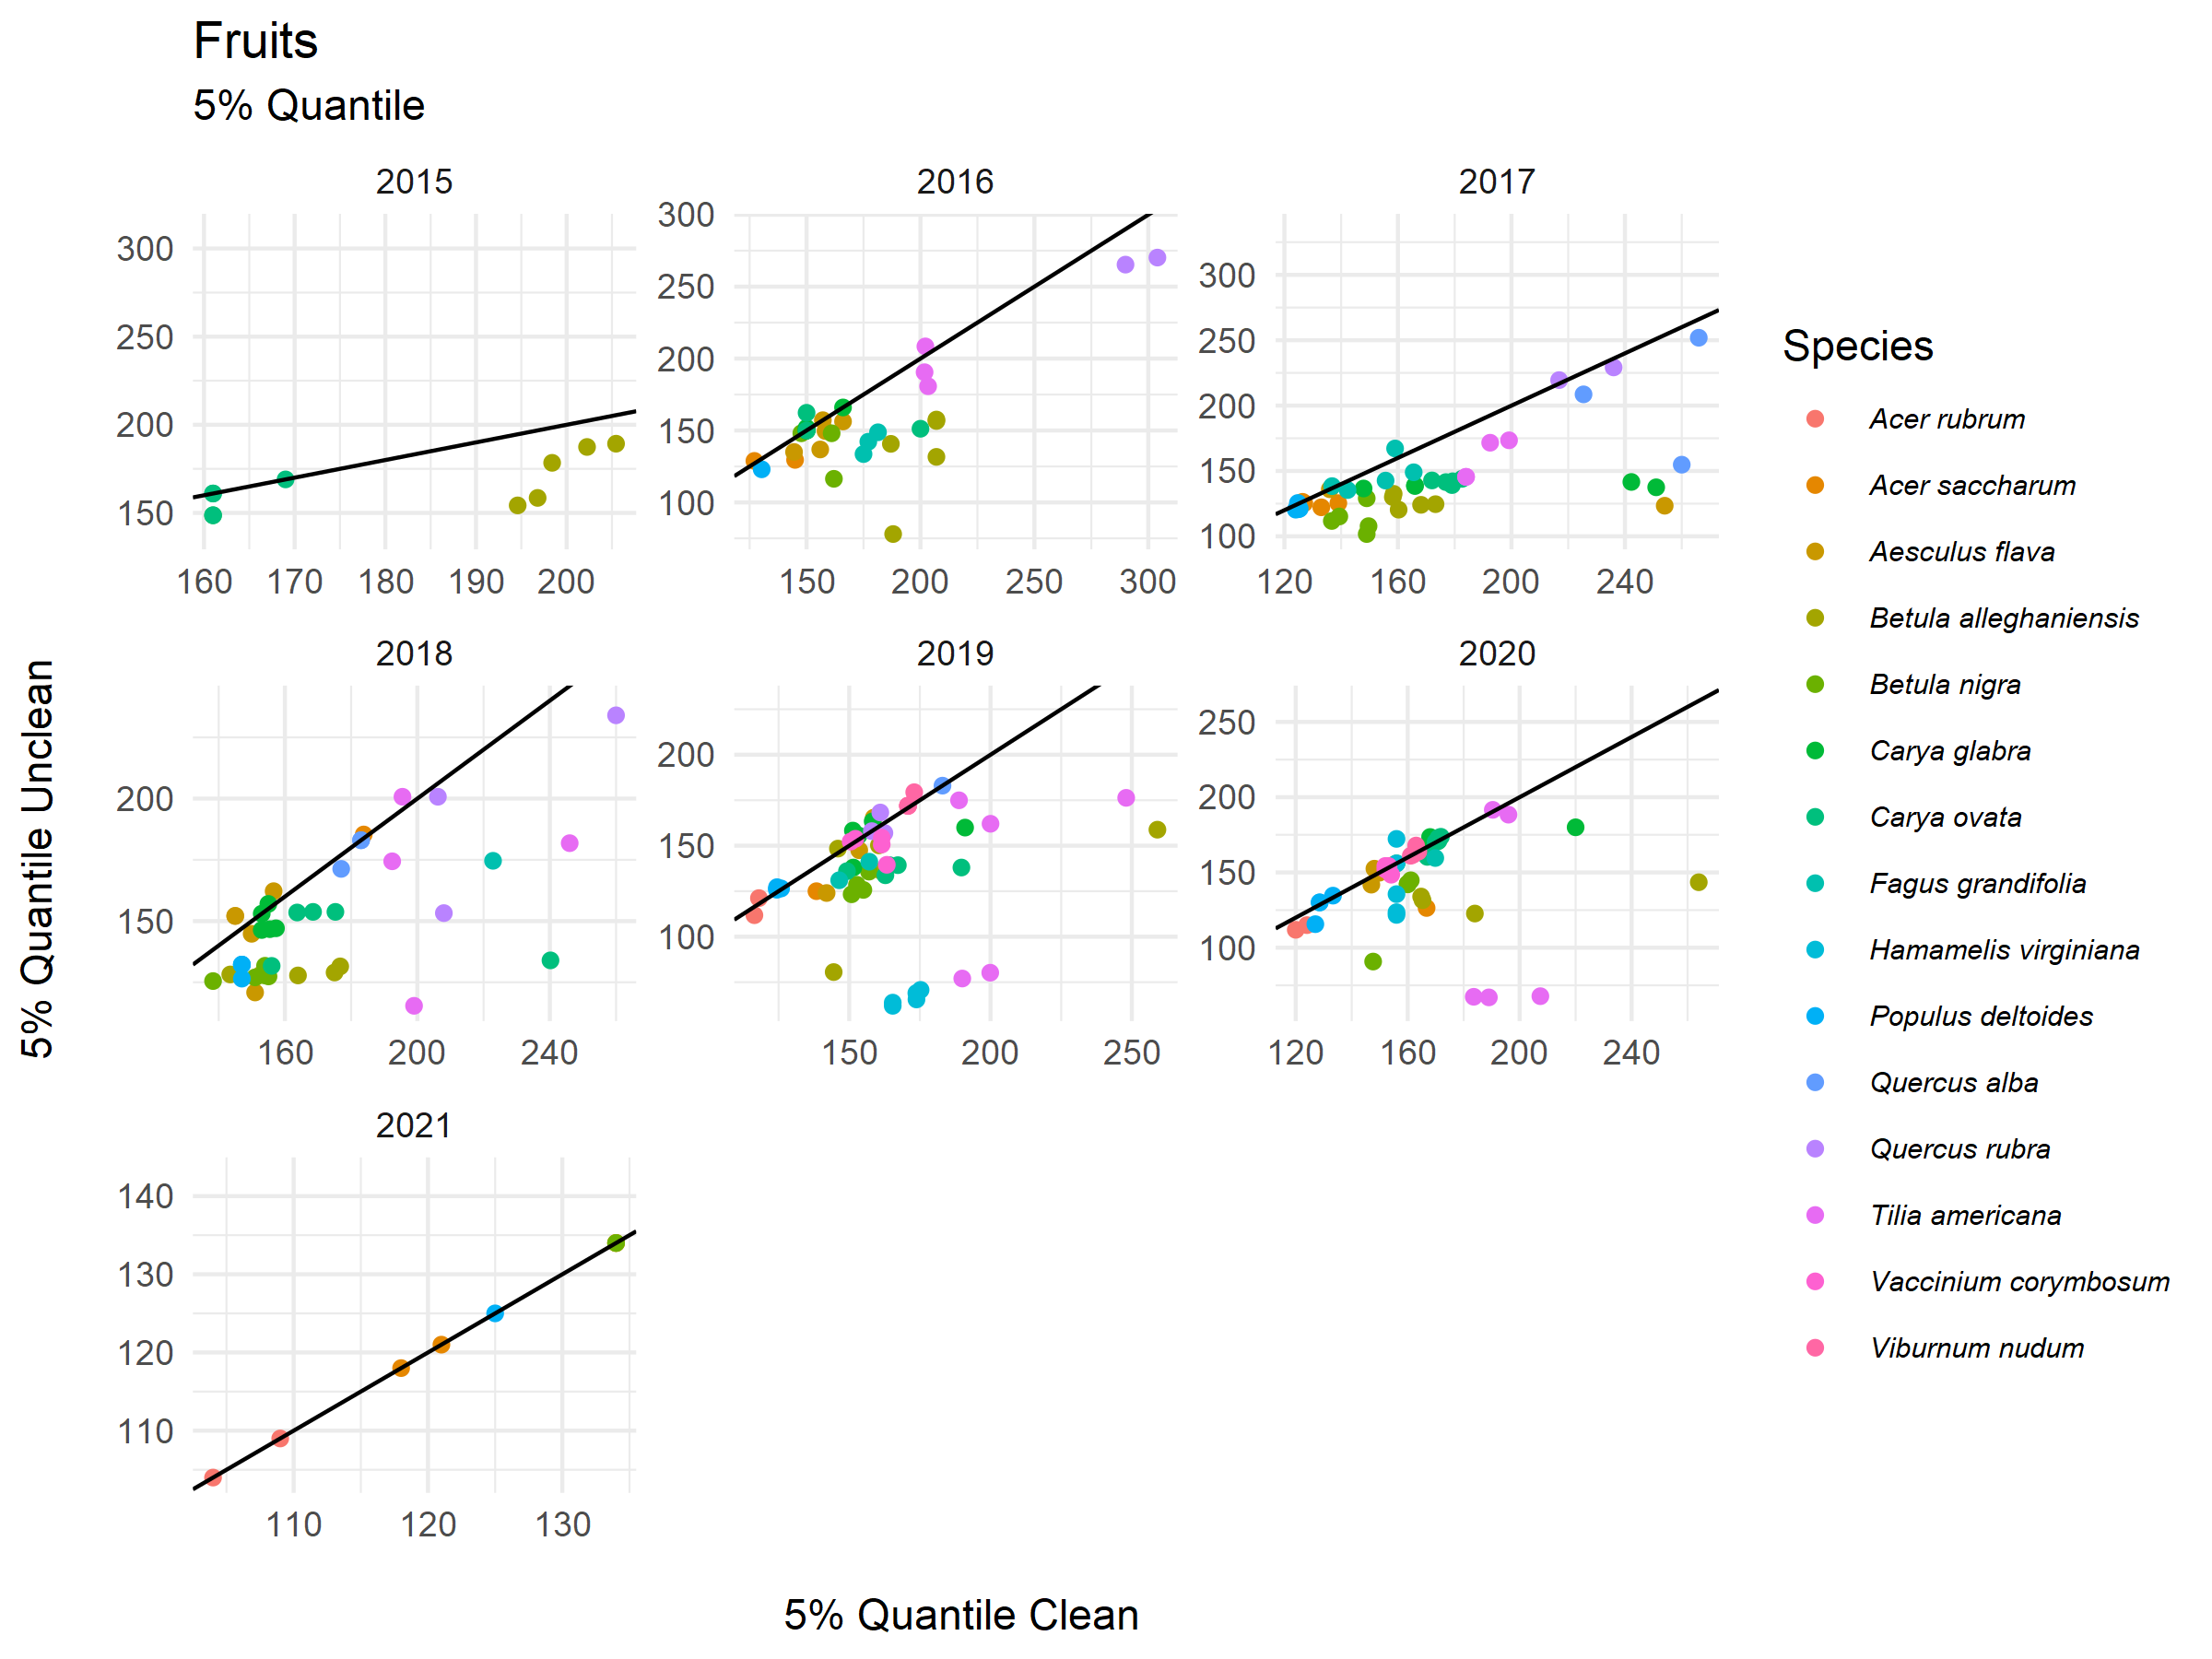 Fruits
5% Quantile
2015 2016 2017
300 250 200 150
160 170 180 190 200
300 250 200 150 100
150 200 250 300
300 250 200 150 100
120 160 200 240
2018 2019 2020
200 150
160 200 240
200 150 100
150 200 250
250 200 150 100
120 160 200 240
2021
140 130 120 110
110 120 130
5% Quantile Unclean
5% Quantile Clean
Species
Acer rubrum
Acer saccharum
Aesculus flava
Betula alleghaniensis
Betula nigra
Carya glabra
Carya ovata
Fagus grandifolia
Hamamelis virginiana
Populus deltoides
Quercus alba
Quercus rubra
Tilia americana
Vaccinium corymbosum
Viburnum nudum